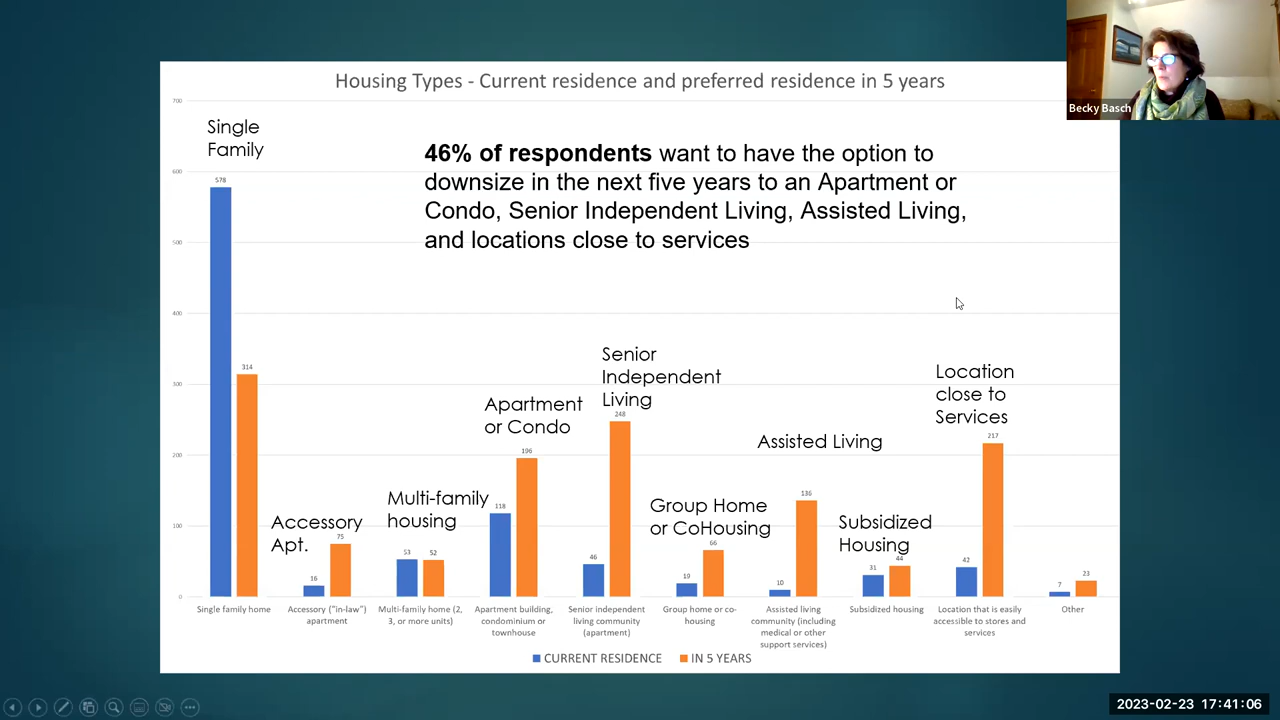 Becky Basch
Housing Types - Current residence and preferred residence in 5 years
46% of respondents want to have the option to
downsize in the next five years to an Apartment or
Condo, Senior Independent Living, Assisted Living,
and locations close to services
700
600
500
400
300
200
100
0
Single
Family
578
314
Accessory
Apt.
16
75
Multi-family
housing
53
52
Apartment
or Condo
118
196
Senior
Independent
Living
46
248
Group Home
or CoHousing
19
66
Assisted Living
10
136
Subsidized
Housing
31
44
Location
close to
Services
42
217
7
23
Single family home
Accessory ("in-law")
apartment
Multi-family home (2,
3, or more units)
Apartment building,
condominium or
townhouse
Senior independent
living community
(apartment)
Group home or co-
housing
Assisted living
community (including
medical or other
support services)
Subsidized housing
Location that is easily
accessible to stores and
services
Other
CURRENT RESIDENCE
IN 5 YEARS
2023-02-23 17:41:06